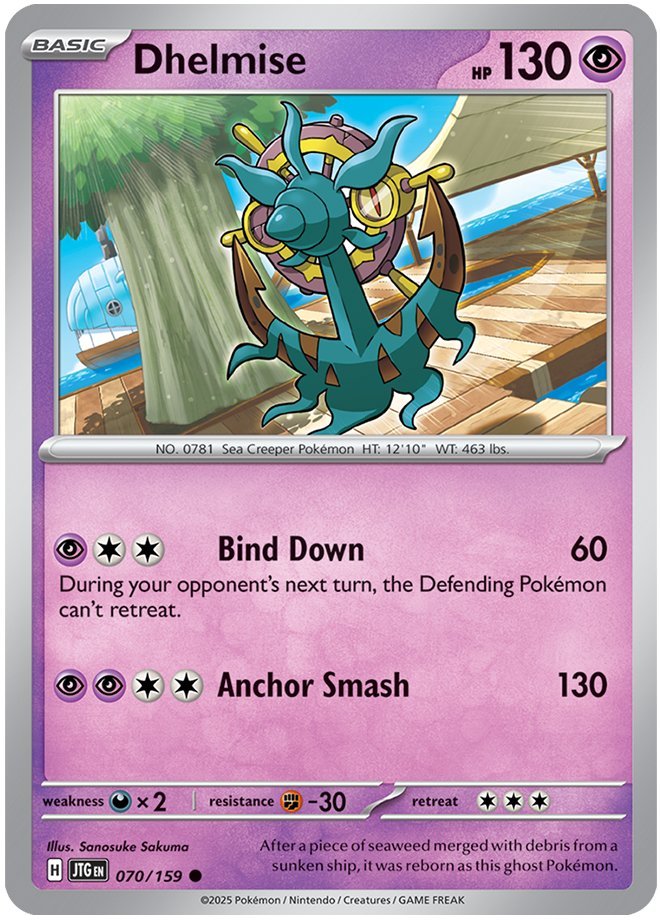 BASIC
Dhelmise
HP 130
NO. 0781 Sea Creeper Pokémon HT: 12'10" WT: 463 lbs.
Bind Down 60
During your opponent's next turn, the Defending Pokémon
can't retreat.
Anchor Smash 130
weakness ×2 resistance -30 retreat
Illus. Sanosuke Sakuma
H JTG EN 070/159
After a piece of seaweed merged with debris from a
sunken ship, it was reborn as this ghost Pokémon.
©2025 Pokémon / Nintendo / Creatures / GAME FREAK